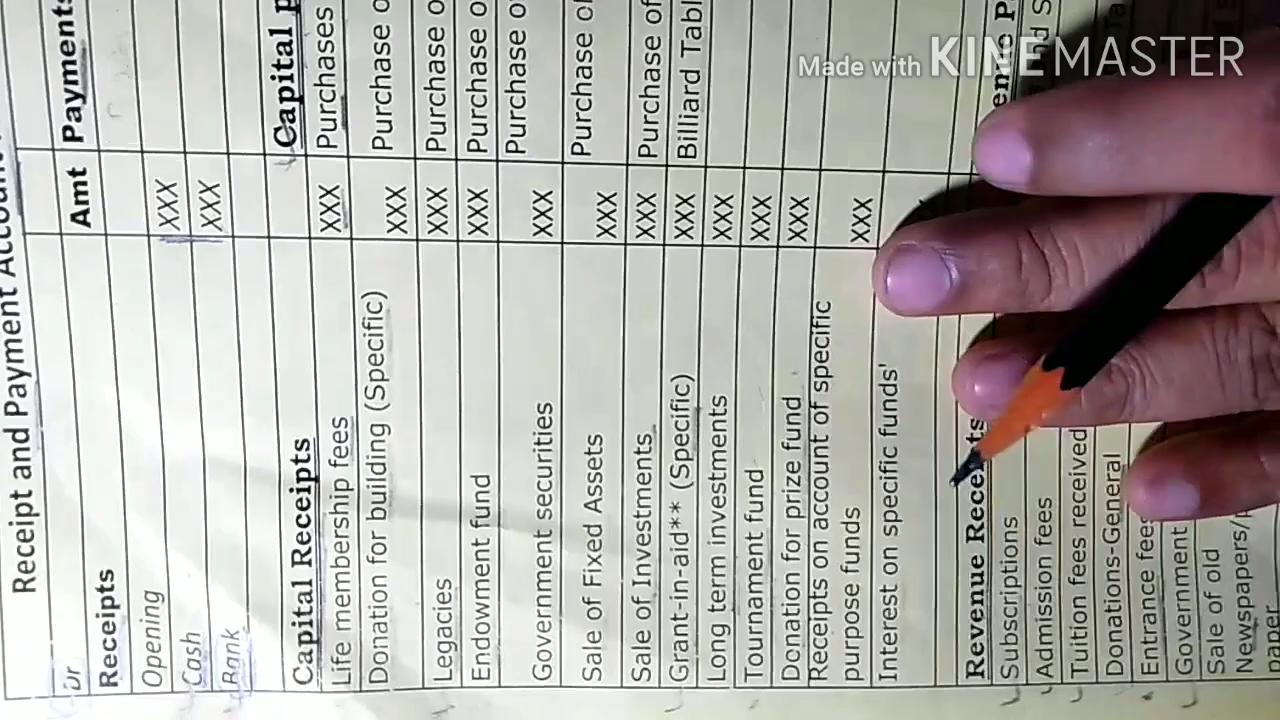 Receipt and Payment
Dr
Receipts Amt Payments
Opening
Cash XXX
Bank XXX
Capital Receipts Capital
Life membership fees XXX Purchases
Donation for building (Specific) XXX Purchase
Legacies XXX Purchase
Endowment fund XXX Purchase
Government securities XXX Purchase
Sale of Fixed Assets XXX Purchase of
Sale of Investments XXX Purchase of
Grant-in-aid** (Specific) XXX Billiard
Long term investments XXX
Tournament fund XXX
Donation for prize fund XXX
Receipts on account of specific
purpose funds XXX
Interest on specific funds'
Revenue Receipts
Subscriptions
Admission fees
Tuition fees received
Donations-General
Entrance fees
Government
Sale of old
Newspapers/
paper
Made with KINEMASTER